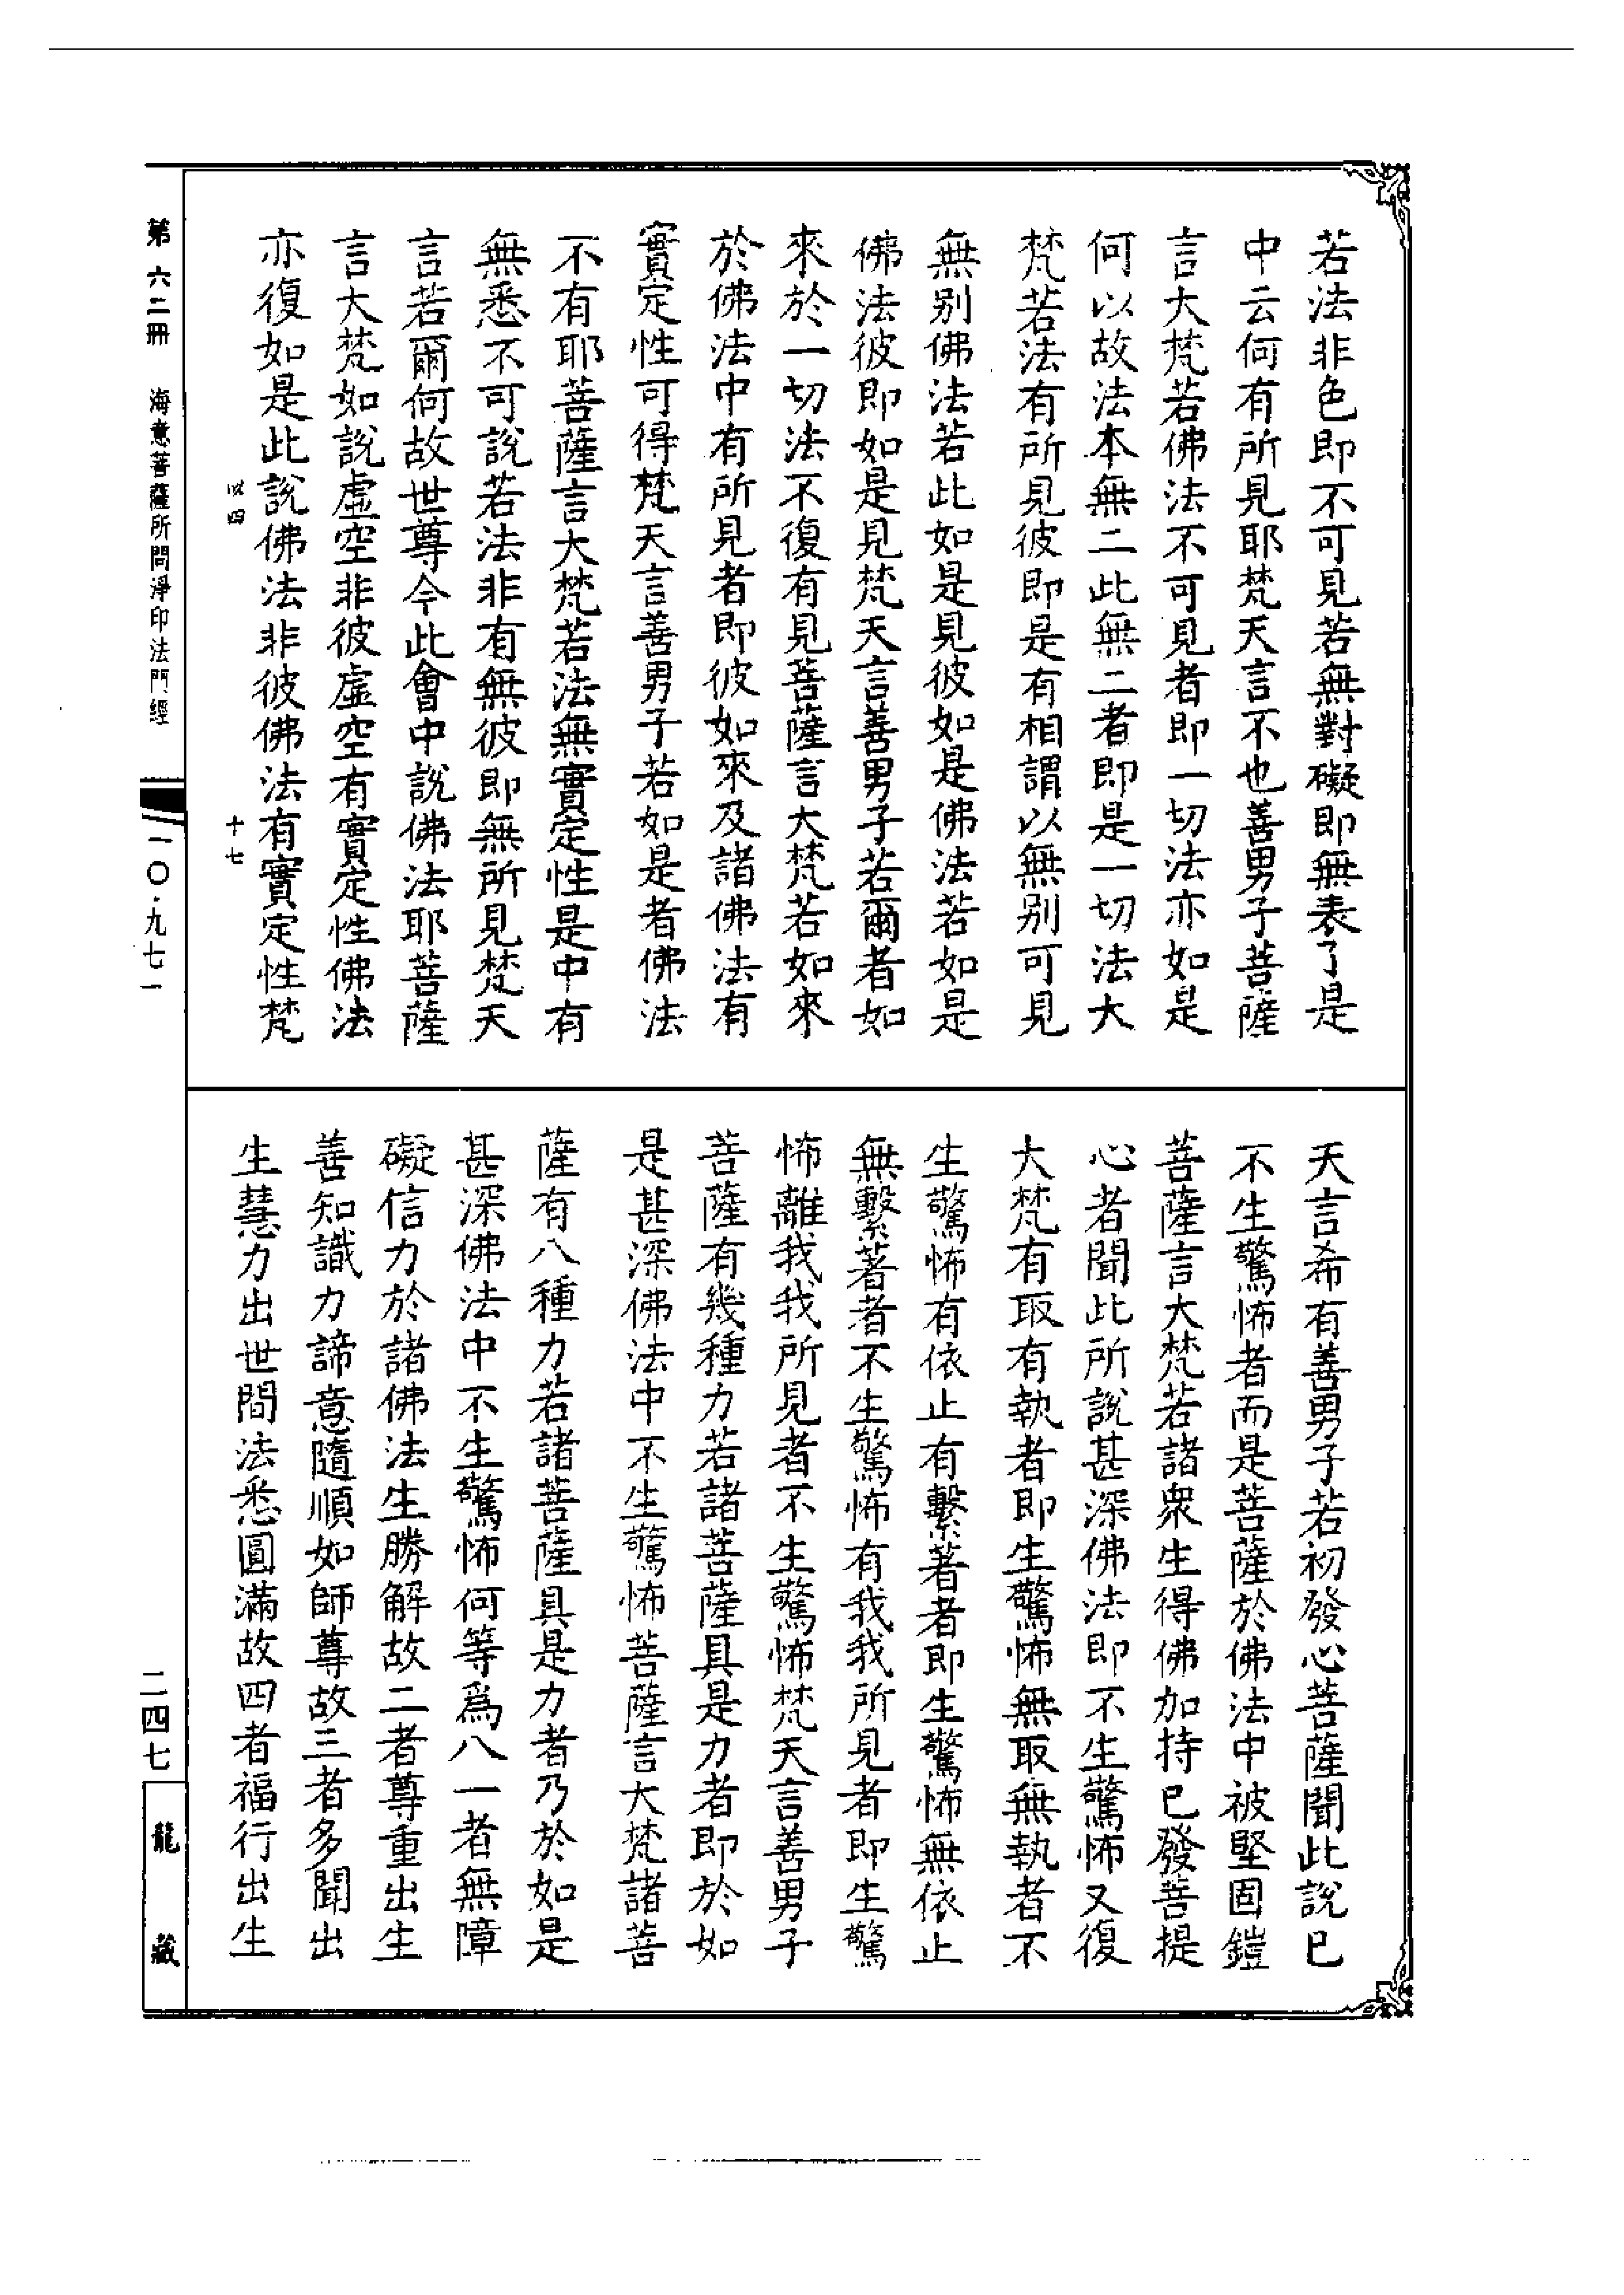 若法非色即不可見若無對礙即無表了是
中云何有所見耶梵天言不也善男子菩薩
言大梵若佛法不可見者即一切法亦如是
何以故法本無二此無二者即是一切法大
梵若法有所見彼即是有相謂以無別可見
無別佛法若此如是見彼如是佛法若如是
佛法彼即如是見梵天言善男子若爾者如
來於一切法不復有見菩薩言大梵若如來
於佛法中有所見者即彼如來及諸佛法有
實定性可得梵天言善男子若如是者佛法
不有耶菩薩言大梵若法無實定性是中有
無悉不可說若法非有無彼即無所見梵天
言若爾何故世尊今此會中說佛法耶菩薩
言大梵如說虛空非彼虛空有實定性佛法
亦復如是此說佛法非彼佛法有實定性梵
以四 十七
天言希有善男子若初發心菩薩聞此說已
不生驚怖者而是菩薩於佛法中被堅固鎧
菩薩言大梵若諸衆生得佛加持已發菩提
心者聞此所說甚深佛法即不生驚怖又復
大梵有取有執者即生驚怖無取無執者不
生驚怖有依止有繫著者即生驚怖無依止
無繫著者不生驚怖有我我所見者即生驚
怖離我我所見者不生驚怖梵天言善男子
菩薩有幾種力若諸菩薩具是力者即於如
是甚深佛法中不生驚怖菩薩言大梵諸菩
薩有八種力若諸菩薩具是力者乃於如是
甚深佛法中不生驚怖何等爲八一者無障
礙信力於諸佛法生勝解故二者尊重出生
善知識力諦意隨順如師尊故三者多聞出
生慧力出世間法悉圓滿故四者福行出生
第六二冊 海意菩薩所問淨印法門經
一〇·九七一
二四七
龍藏